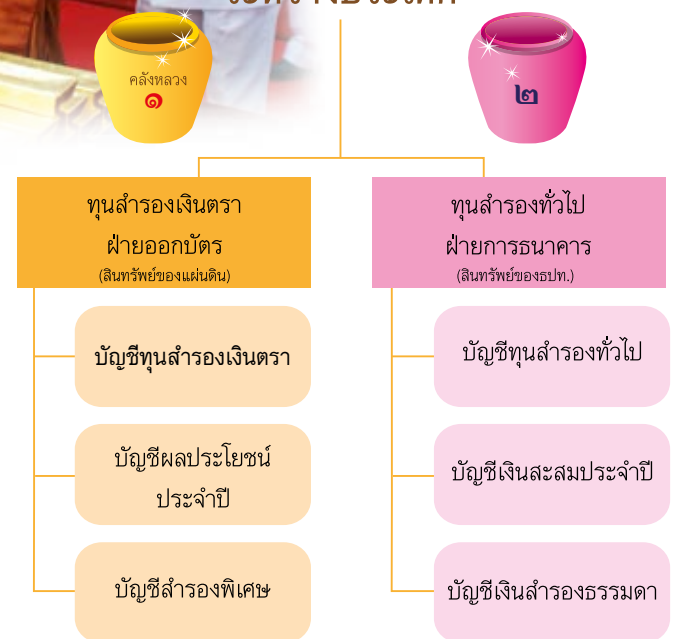 คลังหลวง
๑
๒
ทุนสำรองเงินตรา
ฝ่ายออกบัตร
(สินทรัพย์ของแผ่นดิน)
บัญชีทุนสำรองเงินตรา
บัญชีผลประโยชน์
ประจำปี
บัญชีสำรองพิเศษ
ทุนสำรองทั่วไป
ฝ่ายการธนาคาร
(สินทรัพย์ของธปท.)
บัญชีทุนสำรองทั่วไป
บัญชีเงินสะสมประจำปี
บัญชีเงินสำรองธรรมดา